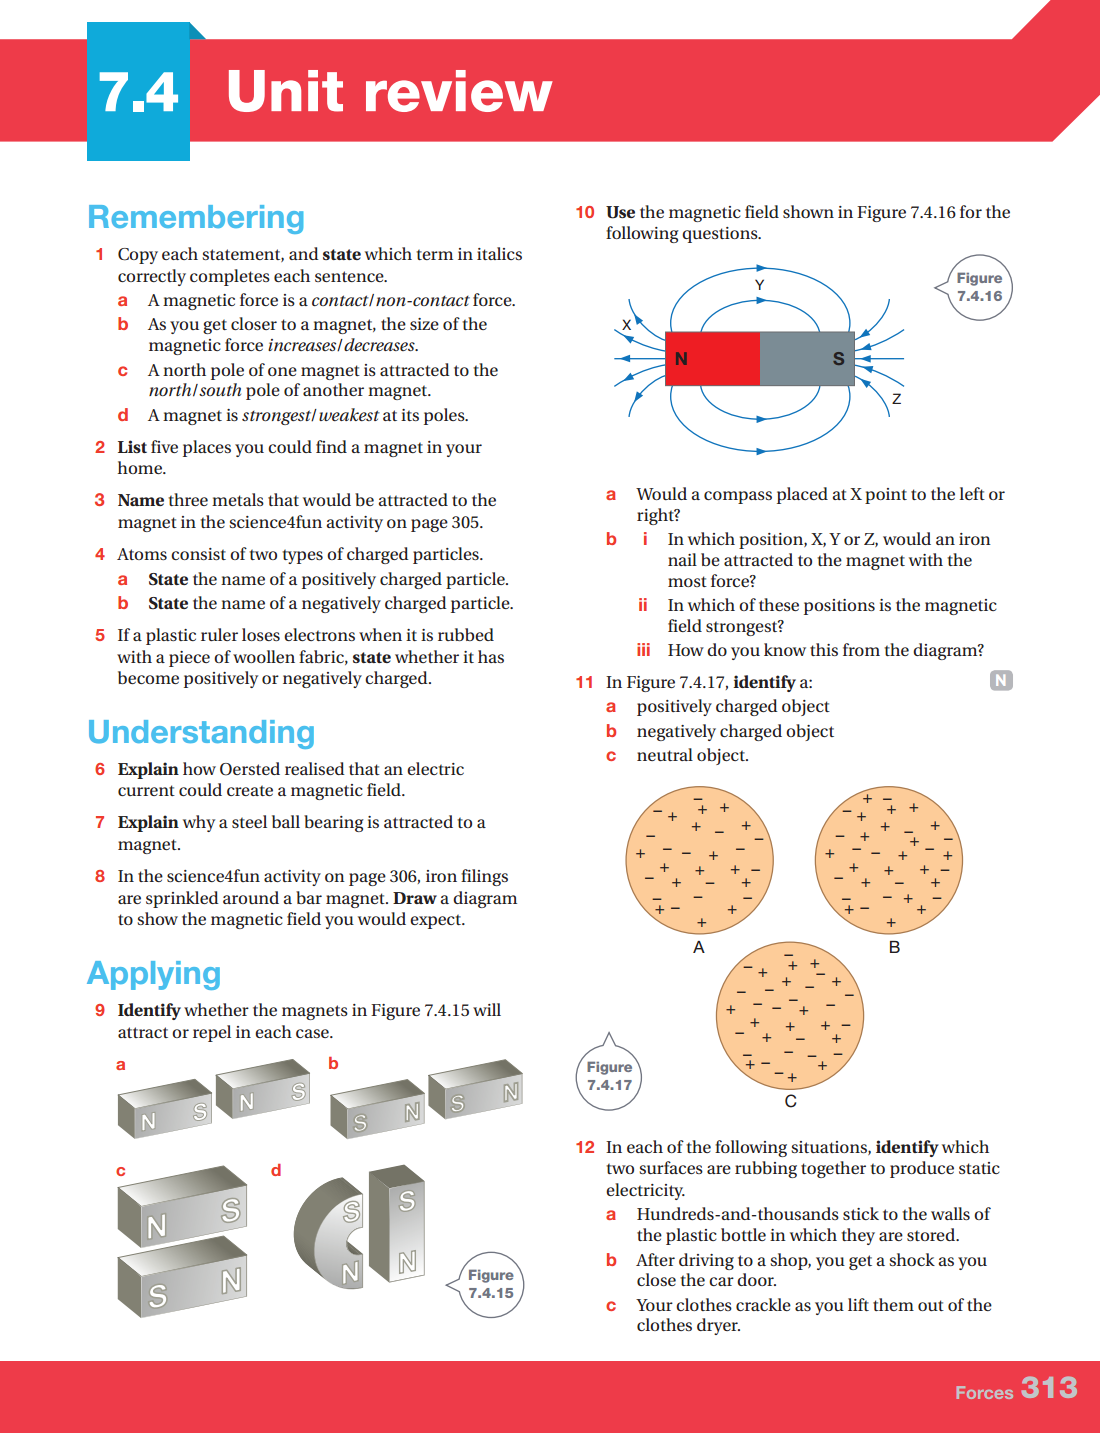 7.4 Unit review
Remembering
1 Copy each statement, and state which term in italics
correctly completes each sentence.
a A magnetic force is a contact/non-contact force.
b As you get closer to a magnet, the size of the
magnetic force increases/decreases.
c A north pole of one magnet is attracted to the
north/south pole of another magnet.
d A magnet is strongest/weakest at its poles.
2 List five places you could find a magnet in your
home.
3 Name three metals that would be attracted to the
magnet in the science4fun activity on page 305.
4 Atoms consist of two types of charged particles.
a State the name of a positively charged particle.
b State the name of a negatively charged particle.
5 If a plastic ruler loses electrons when it is rubbed
with a piece of woollen fabric, state whether it has
become positively or negatively charged.
Understanding
6 Explain how Oersted realised that an electric
current could create a magnetic field.
7 Explain why a steel ball bearing is attracted to a
magnet.
8 In the science4fun activity on page 306, iron filings
are sprinkled around a bar magnet. Draw a diagram
to show the magnetic field you would expect.
Applying
9 Identify whether the magnets in Figure 7.4.15 will
attract or repel in each case.
a
N S N S
b
S N S N
c
N S
S N
d
S S
N N
Figure
7.4.15
10 Use the magnetic field shown in Figure 7.4.16 for the
following questions.
Figure
7.4.16
Y
X
N S
Z
a Would a compass placed at X point to the left or
right?
b i In which position, X, Y or Z, would an iron
nail be attracted to the magnet with the
most force?
ii In which of these positions is the magnetic
field strongest?
iii How do you know this from the diagram?
11 In Figure 7.4.17, identify a: N
a positively charged object
b negatively charged object
c neutral object.
A B
C
Figure
7.4.17
12 In each of the following situations, identify which
two surfaces are rubbing together to produce static
electricity.
a Hundreds-and-thousands stick to the walls of
the plastic bottle in which they are stored.
b After driving to a shop, you get a shock as you
close the car door.
c Your clothes crackle as you lift them out of the
clothes dryer.
Forces 313